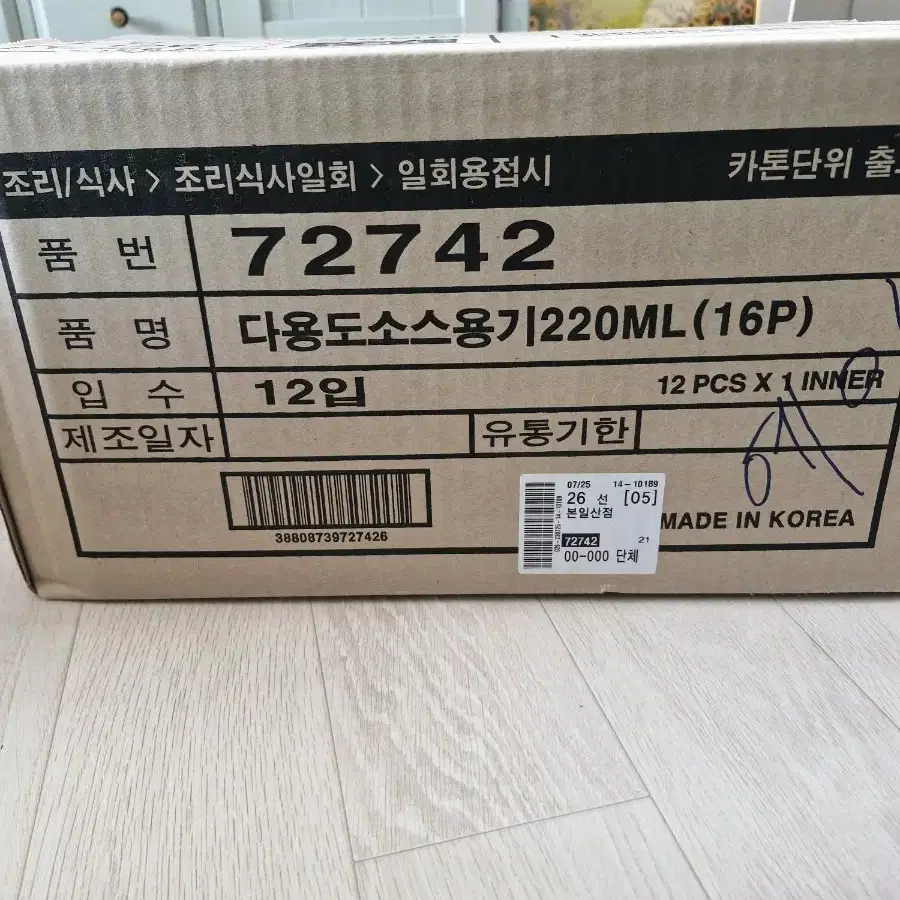 조리/식사 > 조리식사일회 > 일회용접시 카톤단위 출
품 번 72742
품 명 다용도소스용기220ML(16P)
입 수 12입 12 PCS X 1 INNER
제조일자 유통기한
38808739727426
07/25 14-10189
26 선 [05]
본일산점
72742 21
00-000 단체
MADE IN KOREA